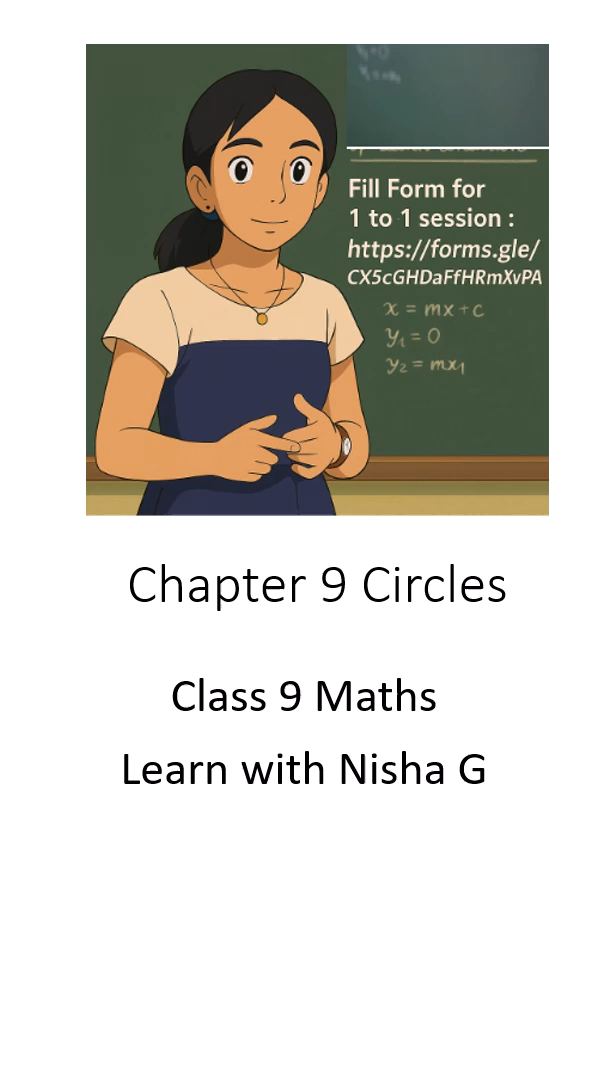 Fill Form for
1 to 1 session :
https://forms.gle/
CX5cGHDaFfHRmXvPA
x = mx + c
y₁ = 0
y₂ = mx₁
Chapter 9 Circles
Class 9 Maths
Learn with Nisha G